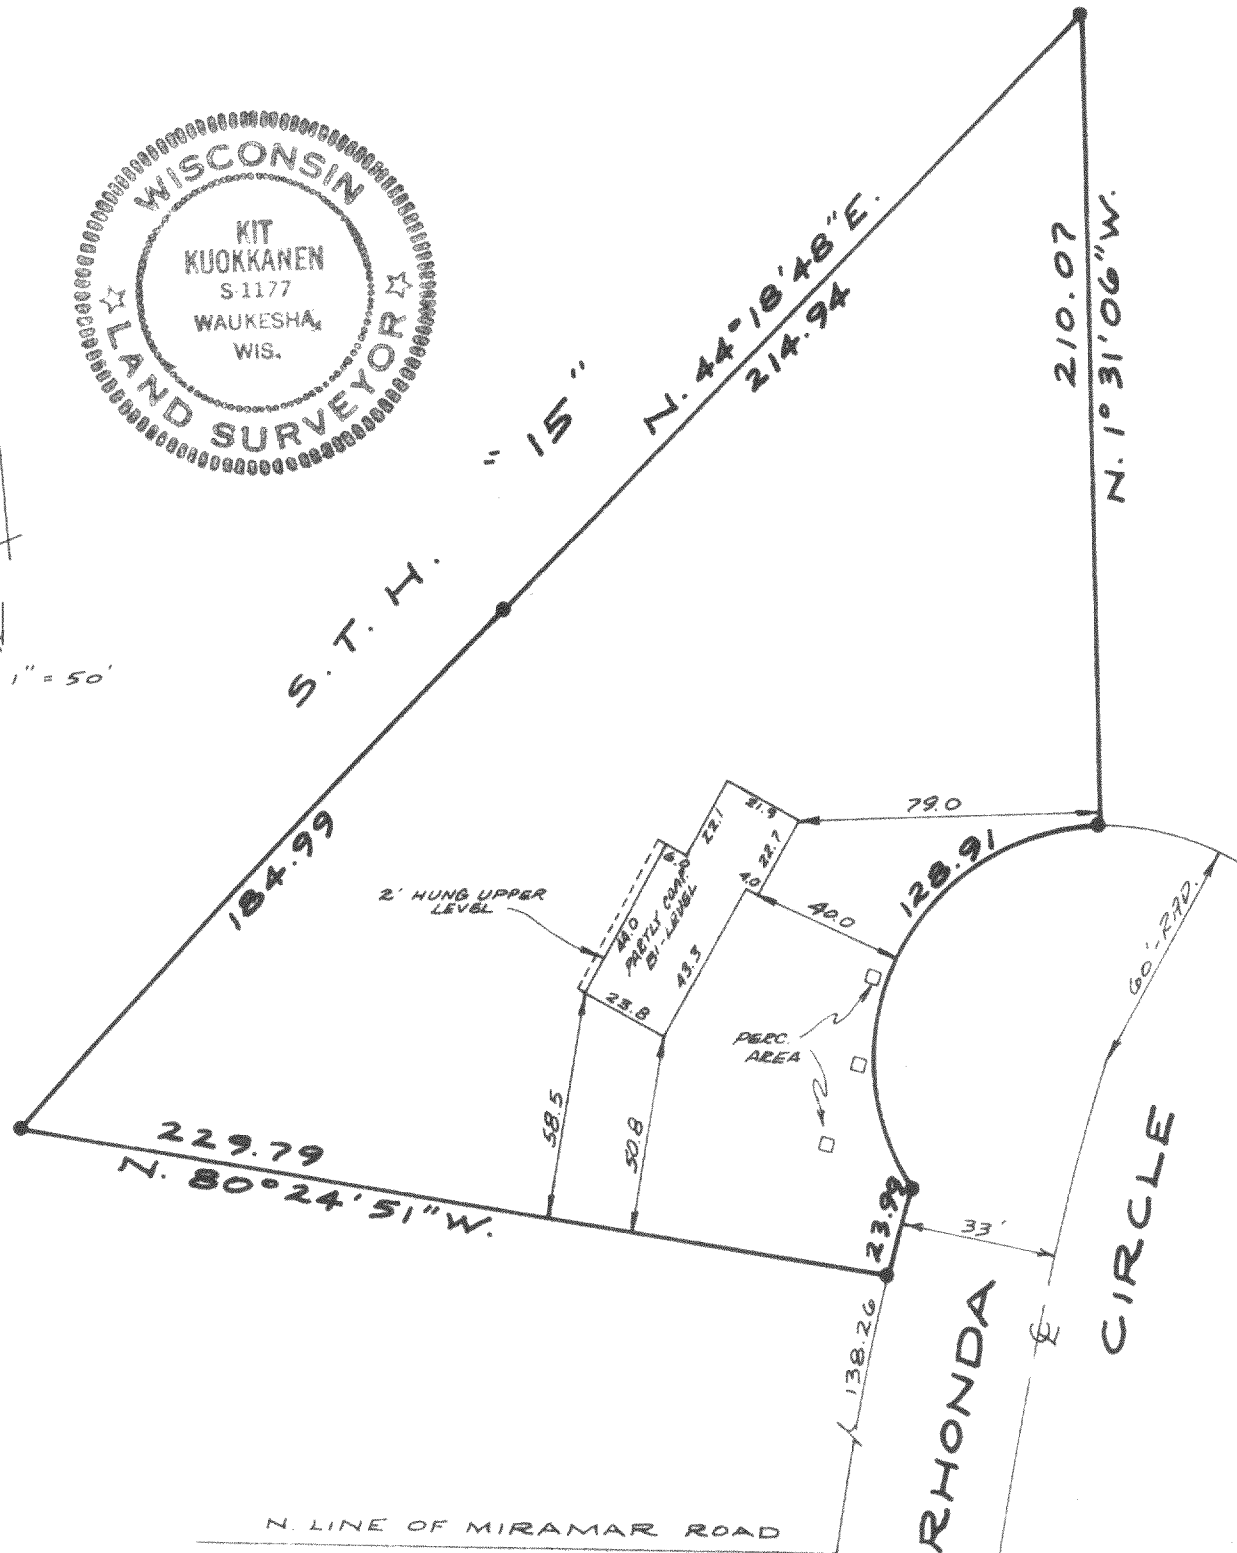 WISCONSIN
KIT
KUOKKANEN
S-1177
WAUKESHA,
WIS.
☆ LAND SURVEYOR ☆
1" = 50'
S. T. H. "15"
N. 44° 18' 48" E.
214.94
210.07
N. 1° 31' 06" W.
184.99
2' HUNG UPPER
LEVEL
22.1
21.9
22.7
6.0
4.0
44.0
PARTLY COMP.
BI-LEVEL
43.3
23.8
79.0
128.91
40.0
60'-RAD.
PERC.
AREA
58.5
50.8
229.79
N. 80° 24' 51" W.
23.99
33'
138.26
RHONDA
CIRCLE
N. LINE OF MIRAMAR ROAD